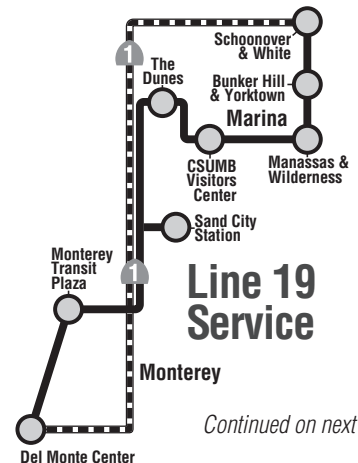 Schoonover
& White
1
The
Dunes
Bunker Hill
& Yorktown
Marina
CSUMB
Visitors
Center
Manassas &
Wilderness
Sand City
Station
Monterey
Transit
Plaza
1
Line 19
Service
Monterey
Continued on next
Del Monte Center